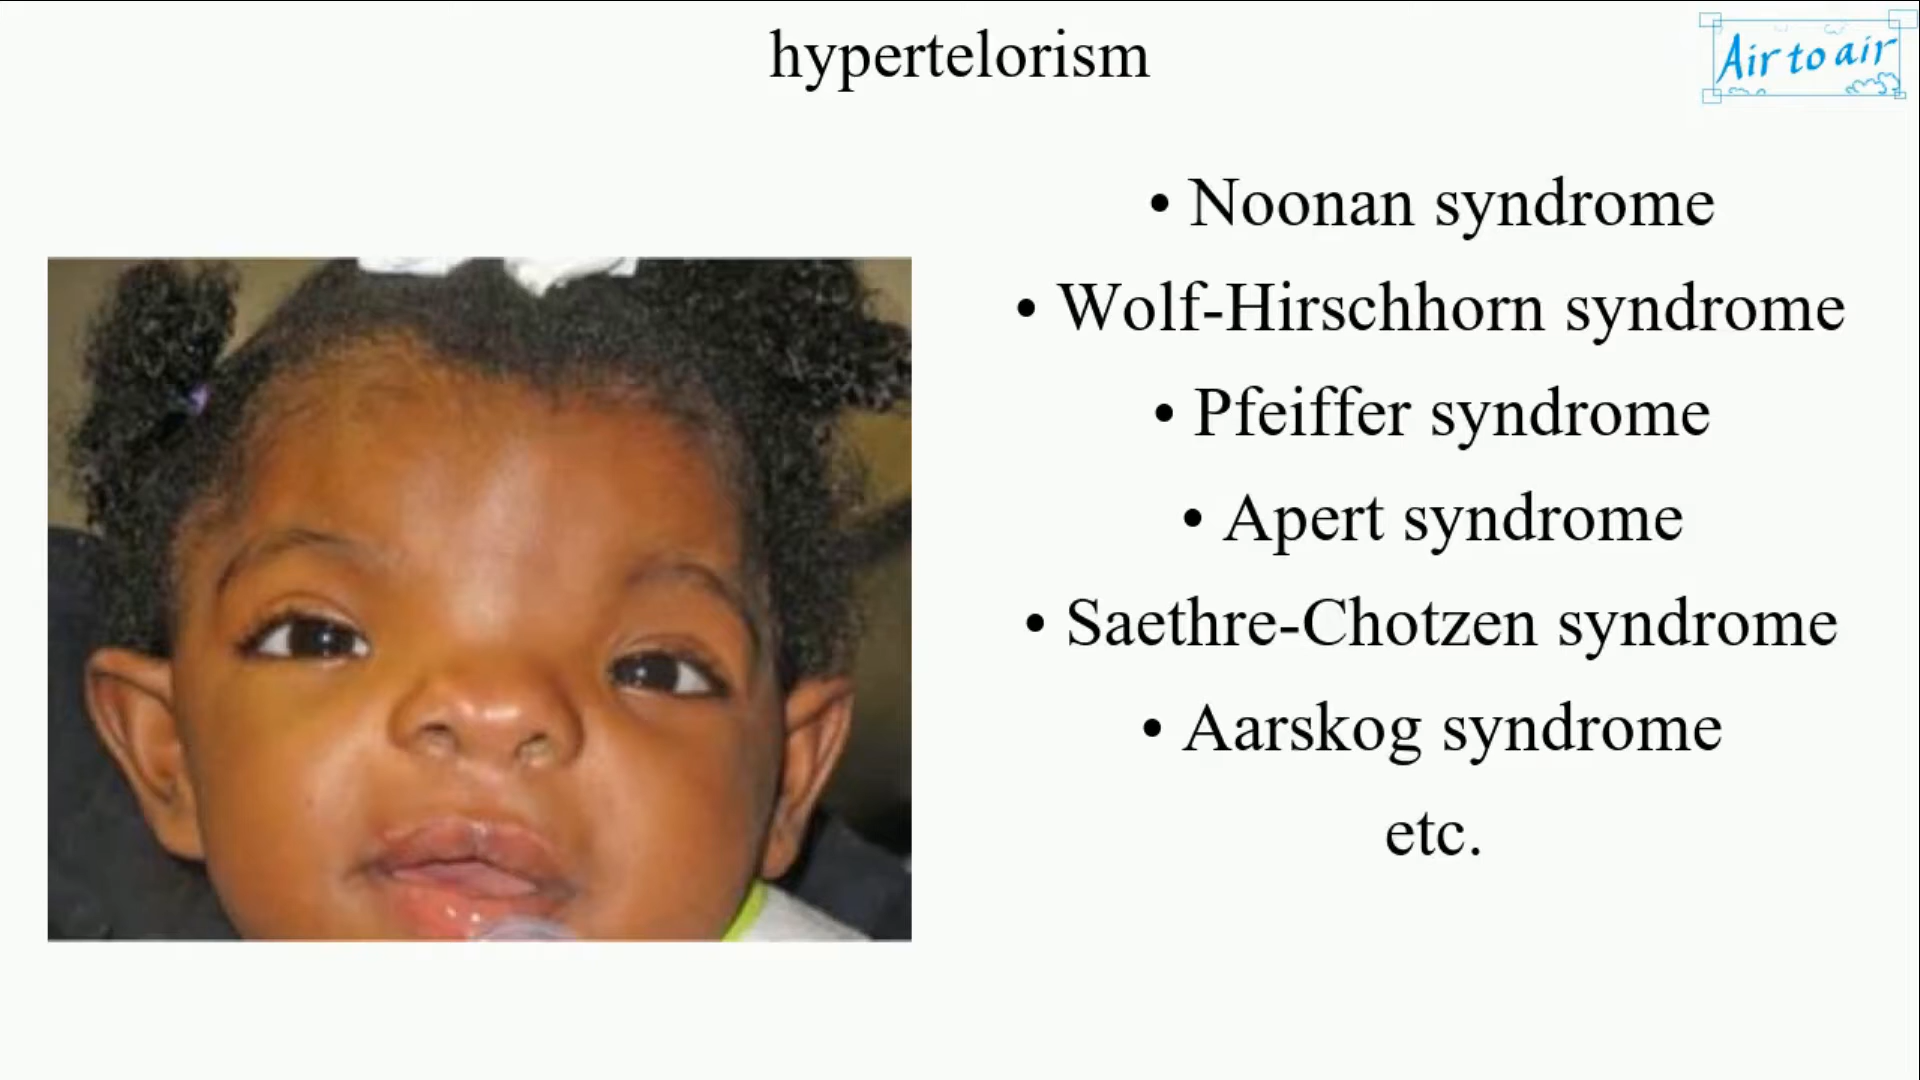 hypertelorism
Air to air
• Noonan syndrome
• Wolf-Hirschhorn syndrome
• Pfeiffer syndrome
• Apert syndrome
• Saethre-Chotzen syndrome
• Aarskog syndrome
etc.